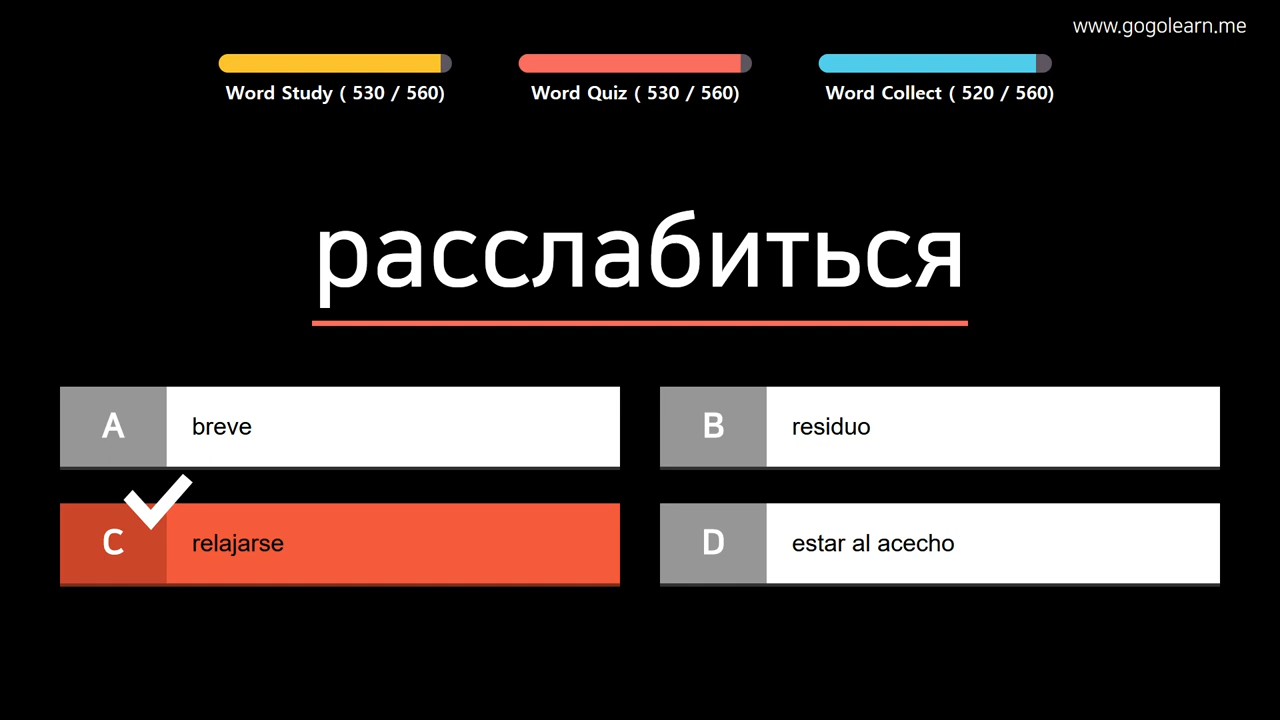 www.gogolearn.me
Word Study ( 530 / 560)
Word Quiz ( 530 / 560)
Word Collect ( 520 / 560)
расслабиться
A
breve
B
residuo
C
relajarse
D
estar al acecho